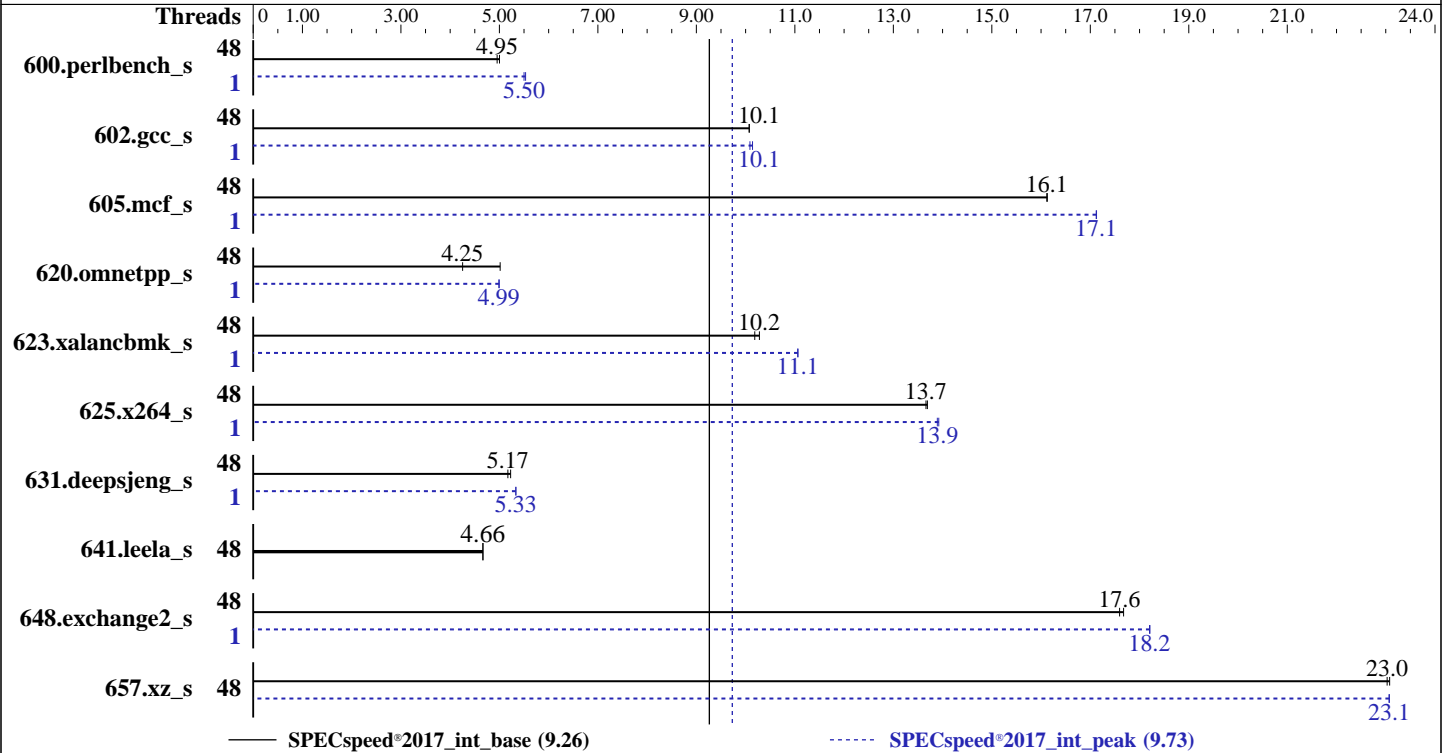 Threads 0 1.00 3.00 5.00 7.00 9.00 11.0 13.0 15.0 17.0 19.0 21.0 24.0
600.perlbench_s 48 4.95
1 5.50
602.gcc_s 48 10.1
1 10.1
605.mcf_s 48 16.1
1 17.1
620.omnetpp_s 48 4.25
1 4.99
623.xalancbmk_s 48 10.2
1 11.1
625.x264_s 48 13.7
1 13.9
631.deepsjeng_s 48 5.17
1 5.33
641.leela_s 48 4.66
648.exchange2_s 48 17.6
1 18.2
657.xz_s 48 23.0
23.1
SPECspeed®2017_int_base (9.26) SPECspeed®2017_int_peak (9.73)